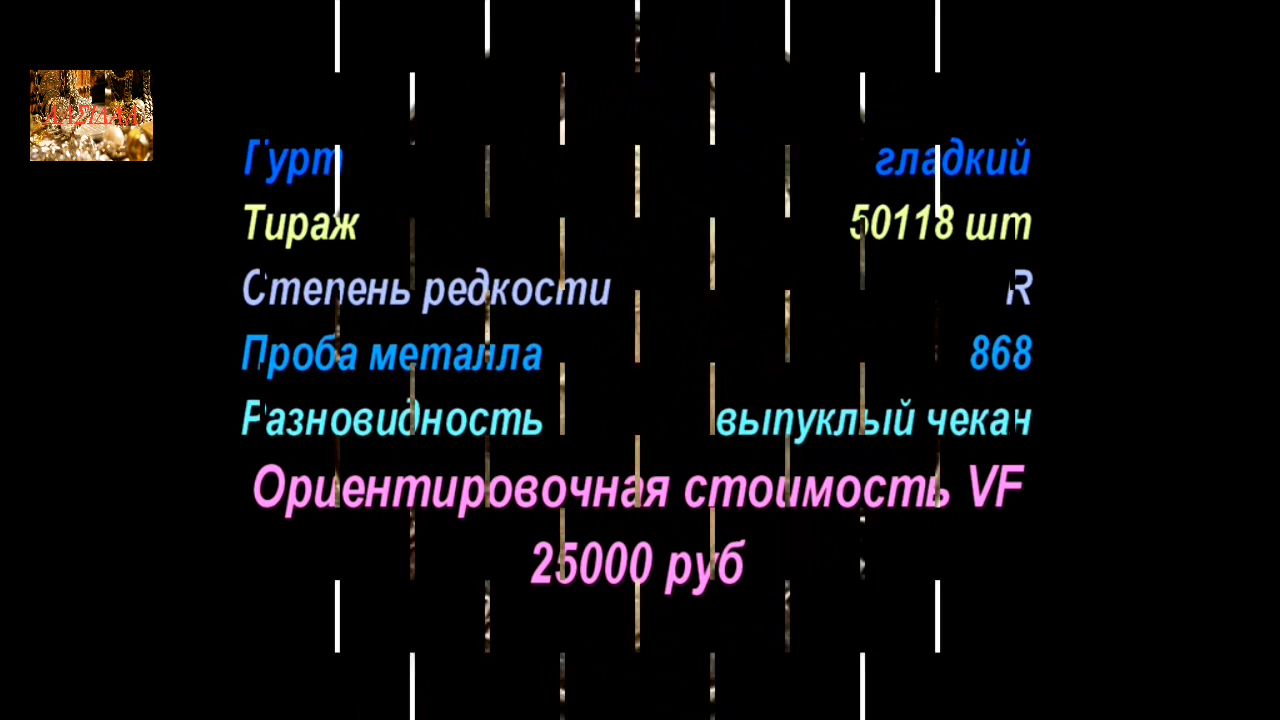 Гурт гладкий
Тираж 50118 шт
Степень редкости R
Проба металла 868
Разновидность выпуклый чекан
Ориентировочная стоимость VF
25000 руб